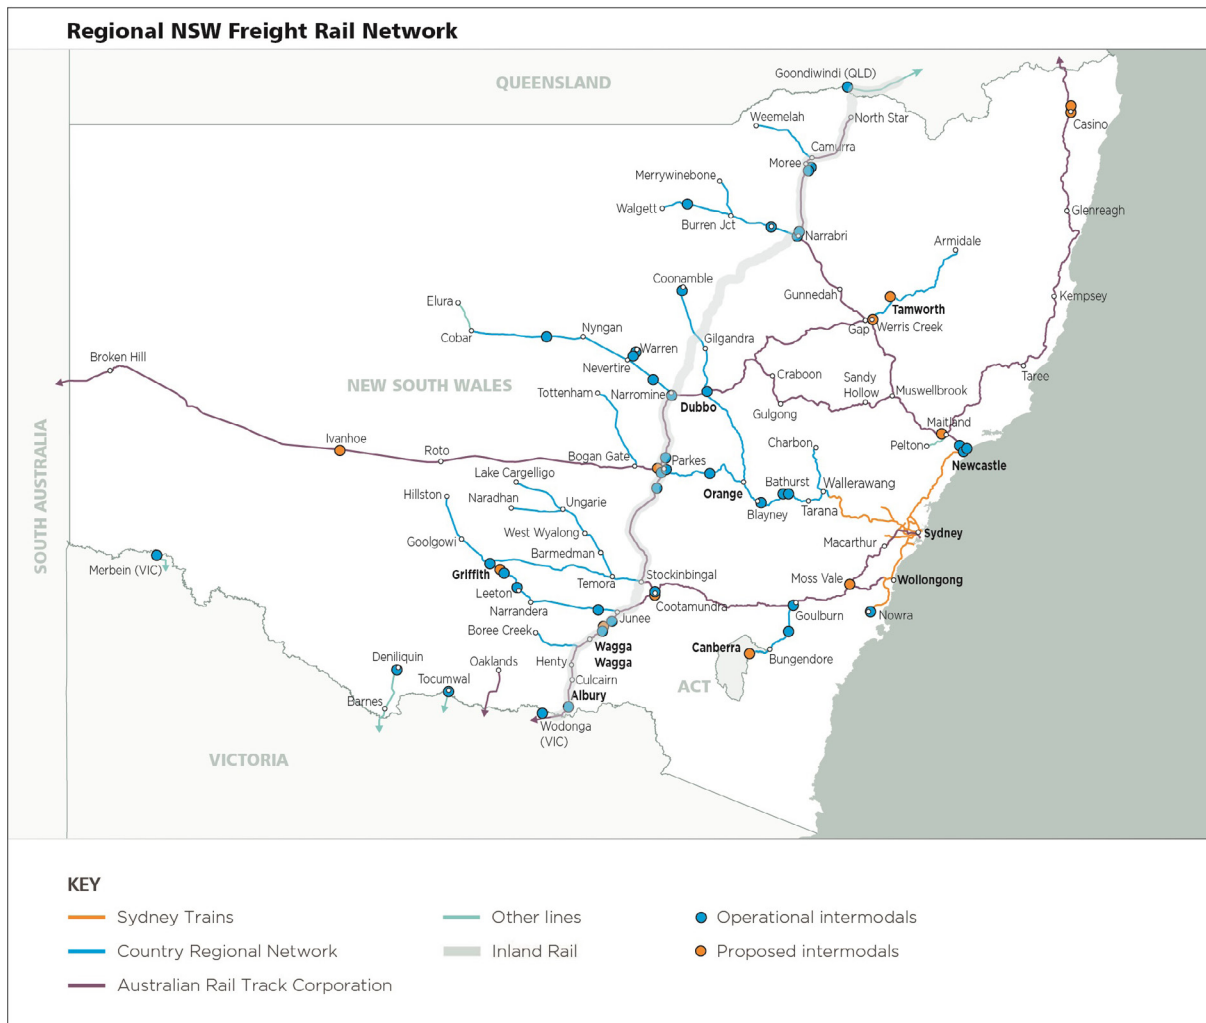 Regional NSW Freight Rail Network
QUEENSLAND
Goondiwindi (QLD)
Weemelah
North Star
Casino
Camurra
Moree
Merrywinebone
Walgett
Burren Jct
Narrabri
Glenreagh
Armidale
Coonamble
Gunnedah
Kempsey
Elura
Tamworth
Cobar
Nyngan
Gap
Werris Creek
Gilgandra
Warren
Broken Hill
Nevertire
NEW SOUTH WALES
Craboon
Sandy
Hollow
Muswellbrook
Taree
Tottenham
Narromine
Dubbo
Gulgong
Maitland
Ivanhoe
Charbon
Pelton
Roto
Bogan Gate
Parkes
Newcastle
Lake Cargelligo
Hillston
Naradhan
Ungarie
Orange
Bathurst
Wallerawang
Blayney
Tarana
SOUTH AUSTRALIA
West Wyalong
Sydney
Goolgowi
Barmedman
Macarthur
Merbein (VIC)
Griffith
Temora
Stockinbingal
Moss Vale
Wollongong
Leeton
Narrandera
Cootamundra
Goulburn
Nowra
Junee
Boree Creek
Wagga
Wagga
Canberra
Bungendore
Deniliquin
Oaklands
Henty
Tocumwal
Culcairn
ACT
Albury
Barnes
Wodonga
(VIC)
VICTORIA
KEY
Sydney Trains
Other lines
Operational intermodals
Country Regional Network
Inland Rail
Proposed intermodals
Australian Rail Track Corporation